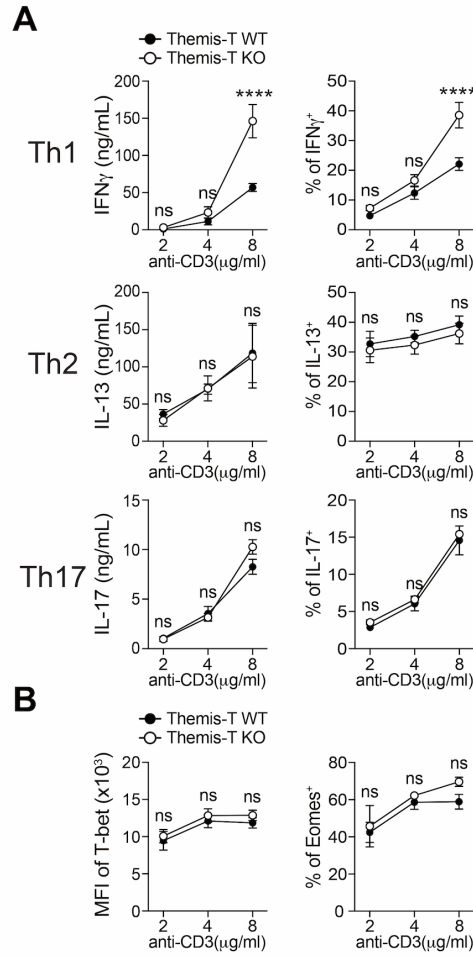 A
Themis-T WT
Themis-T KO
Th1
IFNγ (ng/mL)
200
150
100
50
0
ns
ns
****
2
4
8
anti-CD3(μg/ml)
% of IFNγ+
50
40
30
20
10
0
ns
ns
****
2
4
8
anti-CD3(μg/ml)
Th2
IL-13 (ng/mL)
200
150
100
50
0
ns
ns
ns
2
4
8
anti-CD3(μg/ml)
% of IL-13+
50
40
30
20
10
0
ns
ns
ns
2
4
8
anti-CD3(μg/ml)
Th17
IL-17 (ng/mL)
15
10
5
0
ns
ns
ns
2
4
8
anti-CD3(μg/ml)
% of IL-17+
20
15
10
5
0
ns
ns
ns
2
4
8
anti-CD3(μg/ml)
B
Themis-T WT
Themis-T KO
MFI of T-bet (x10³)
20
15
10
5
0
ns
ns
ns
2
4
8
anti-CD3(μg/ml)
% of Eomes+
80
60
40
20
0
ns
ns
ns
2
4
8
anti-CD3(μg/ml)